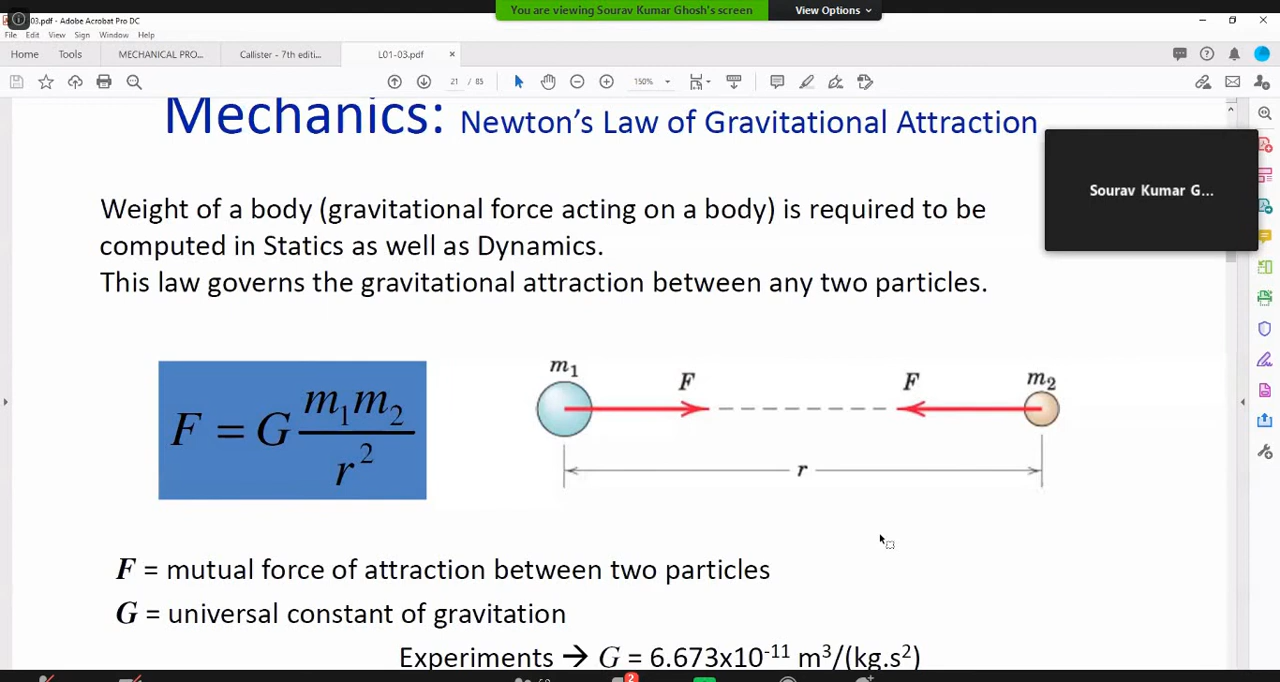 You are viewing Sourav Kumar Ghosh's screen
View Options
03.pdf - Adobe Acrobat Pro DC
File Edit View Sign Window Help
Home Tools MECHANICAL PRO... Callister - 7th editi... L01-03.pdf
21 / 85 150%
Mechanics: Newton's Law of Gravitational Attraction
Sourav Kumar G...
Weight of a body (gravitational force acting on a body) is required to be
computed in Statics as well as Dynamics.
This law governs the gravitational attraction between any two particles.
F = G m₁m₂ / r²
m₁ F F m₂
r
F = mutual force of attraction between two particles
G = universal constant of gravitation
Experiments → G = 6.673x10⁻¹¹ m³/(kg.s²)
2